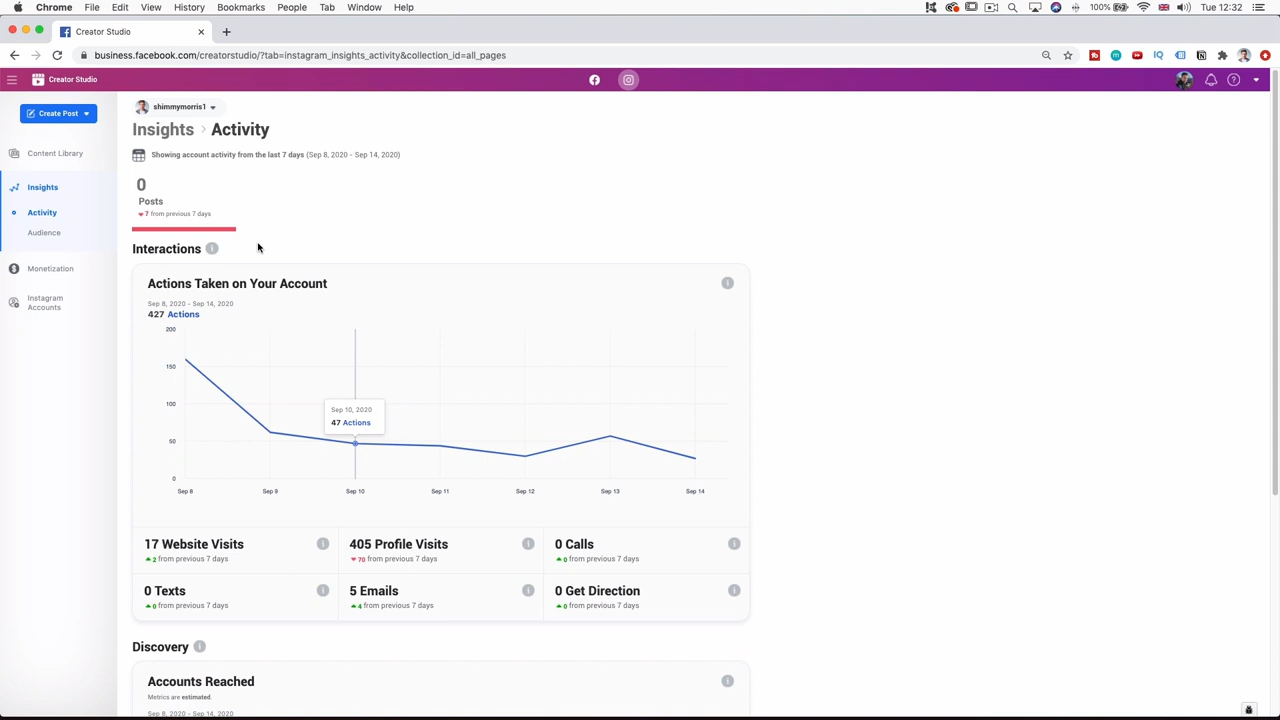 Chrome File Edit View History Bookmarks People Tab Window Help 100% Tue 12:32
Creator Studio
business.facebook.com/creatorstudio/?tab=instagram_insights_activity&collection_id=all_pages
Creator Studio
Create Post
Content Library
Insights
Activity
Audience
Monetization
Instagram
Accounts
shimmymorris1
Insights Activity
Showing account activity from the last 7 days (Sep 8, 2020 - Sep 14, 2020)
0
Posts
7 from previous 7 days
Interactions
Actions Taken on Your Account
Sep 8, 2020 - Sep 14, 2020
427 Actions
200
150
100
50
0
Sep 10, 2020
47 Actions
Sep 8 Sep 9 Sep 10 Sep 11 Sep 12 Sep 13 Sep 14
17 Website Visits 405 Profile Visits 0 Calls
2 from previous 7 days 70 from previous 7 days 0 from previous 7 days
0 Texts 5 Emails 0 Get Direction
0 from previous 7 days 4 from previous 7 days 0 from previous 7 days
Discovery
Accounts Reached
Metrics are estimated.
Sep 8, 2020 - Sep 14, 2020